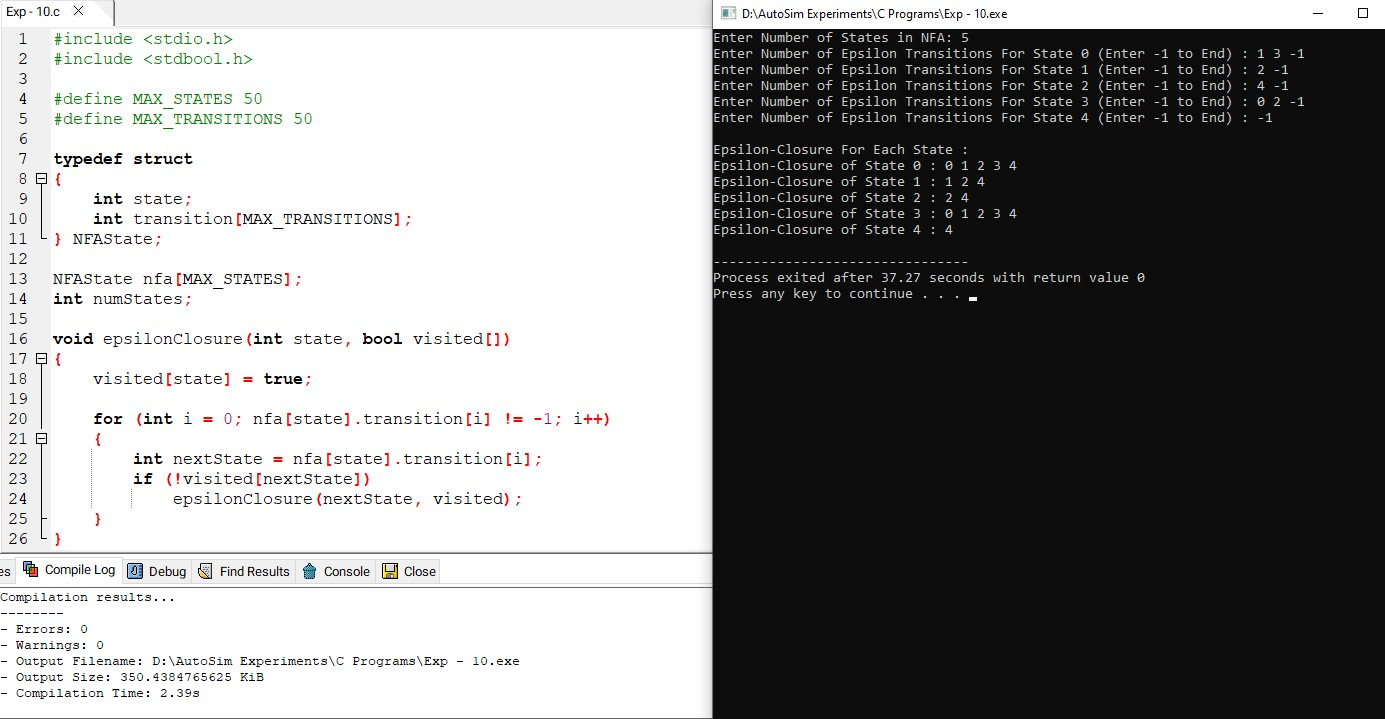 Exp - 10.c
1 #include <stdio.h>
2 #include <stdbool.h>
3
4 #define MAX_STATES 50
5 #define MAX_TRANSITIONS 50
6
7 typedef struct
8 {
9 int state;
10 int transition[MAX_TRANSITIONS];
11 } NFAState;
12
13 NFAState nfa[MAX_STATES];
14 int numStates;
15
16 void epsilonClosure(int state, bool visited[])
17 {
18 visited[state] = true;
19
20 for (int i = 0; nfa[state].transition[i] != -1; i++)
21 {
22 int nextState = nfa[state].transition[i];
23 if (!visited[nextState])
24 epsilonClosure(nextState, visited);
25 }
26 }
es Compile Log Debug Find Results Console Close
Compilation results...
--------
- Errors: 0
- Warnings: 0
- Output Filename: D:\AutoSim Experiments\C Programs\Exp - 10.exe
- Output Size: 350.4384765625 KiB
- Compilation Time: 2.39s
D:\AutoSim Experiments\C Programs\Exp - 10.exe
Enter Number of States in NFA: 5
Enter Number of Epsilon Transitions For State 0 (Enter -1 to End) : 1 3 -1
Enter Number of Epsilon Transitions For State 1 (Enter -1 to End) : 2 -1
Enter Number of Epsilon Transitions For State 2 (Enter -1 to End) : 4 -1
Enter Number of Epsilon Transitions For State 3 (Enter -1 to End) : 0 2 -1
Enter Number of Epsilon Transitions For State 4 (Enter -1 to End) : -1
Epsilon-Closure For Each State :
Epsilon-Closure of State 0 : 0 1 2 3 4
Epsilon-Closure of State 1 : 1 2 4
Epsilon-Closure of State 2 : 2 4
Epsilon-Closure of State 3 : 0 1 2 3 4
Epsilon-Closure of State 4 : 4
--------------------------------
Process exited after 37.27 seconds with return value 0
Press any key to continue . . .